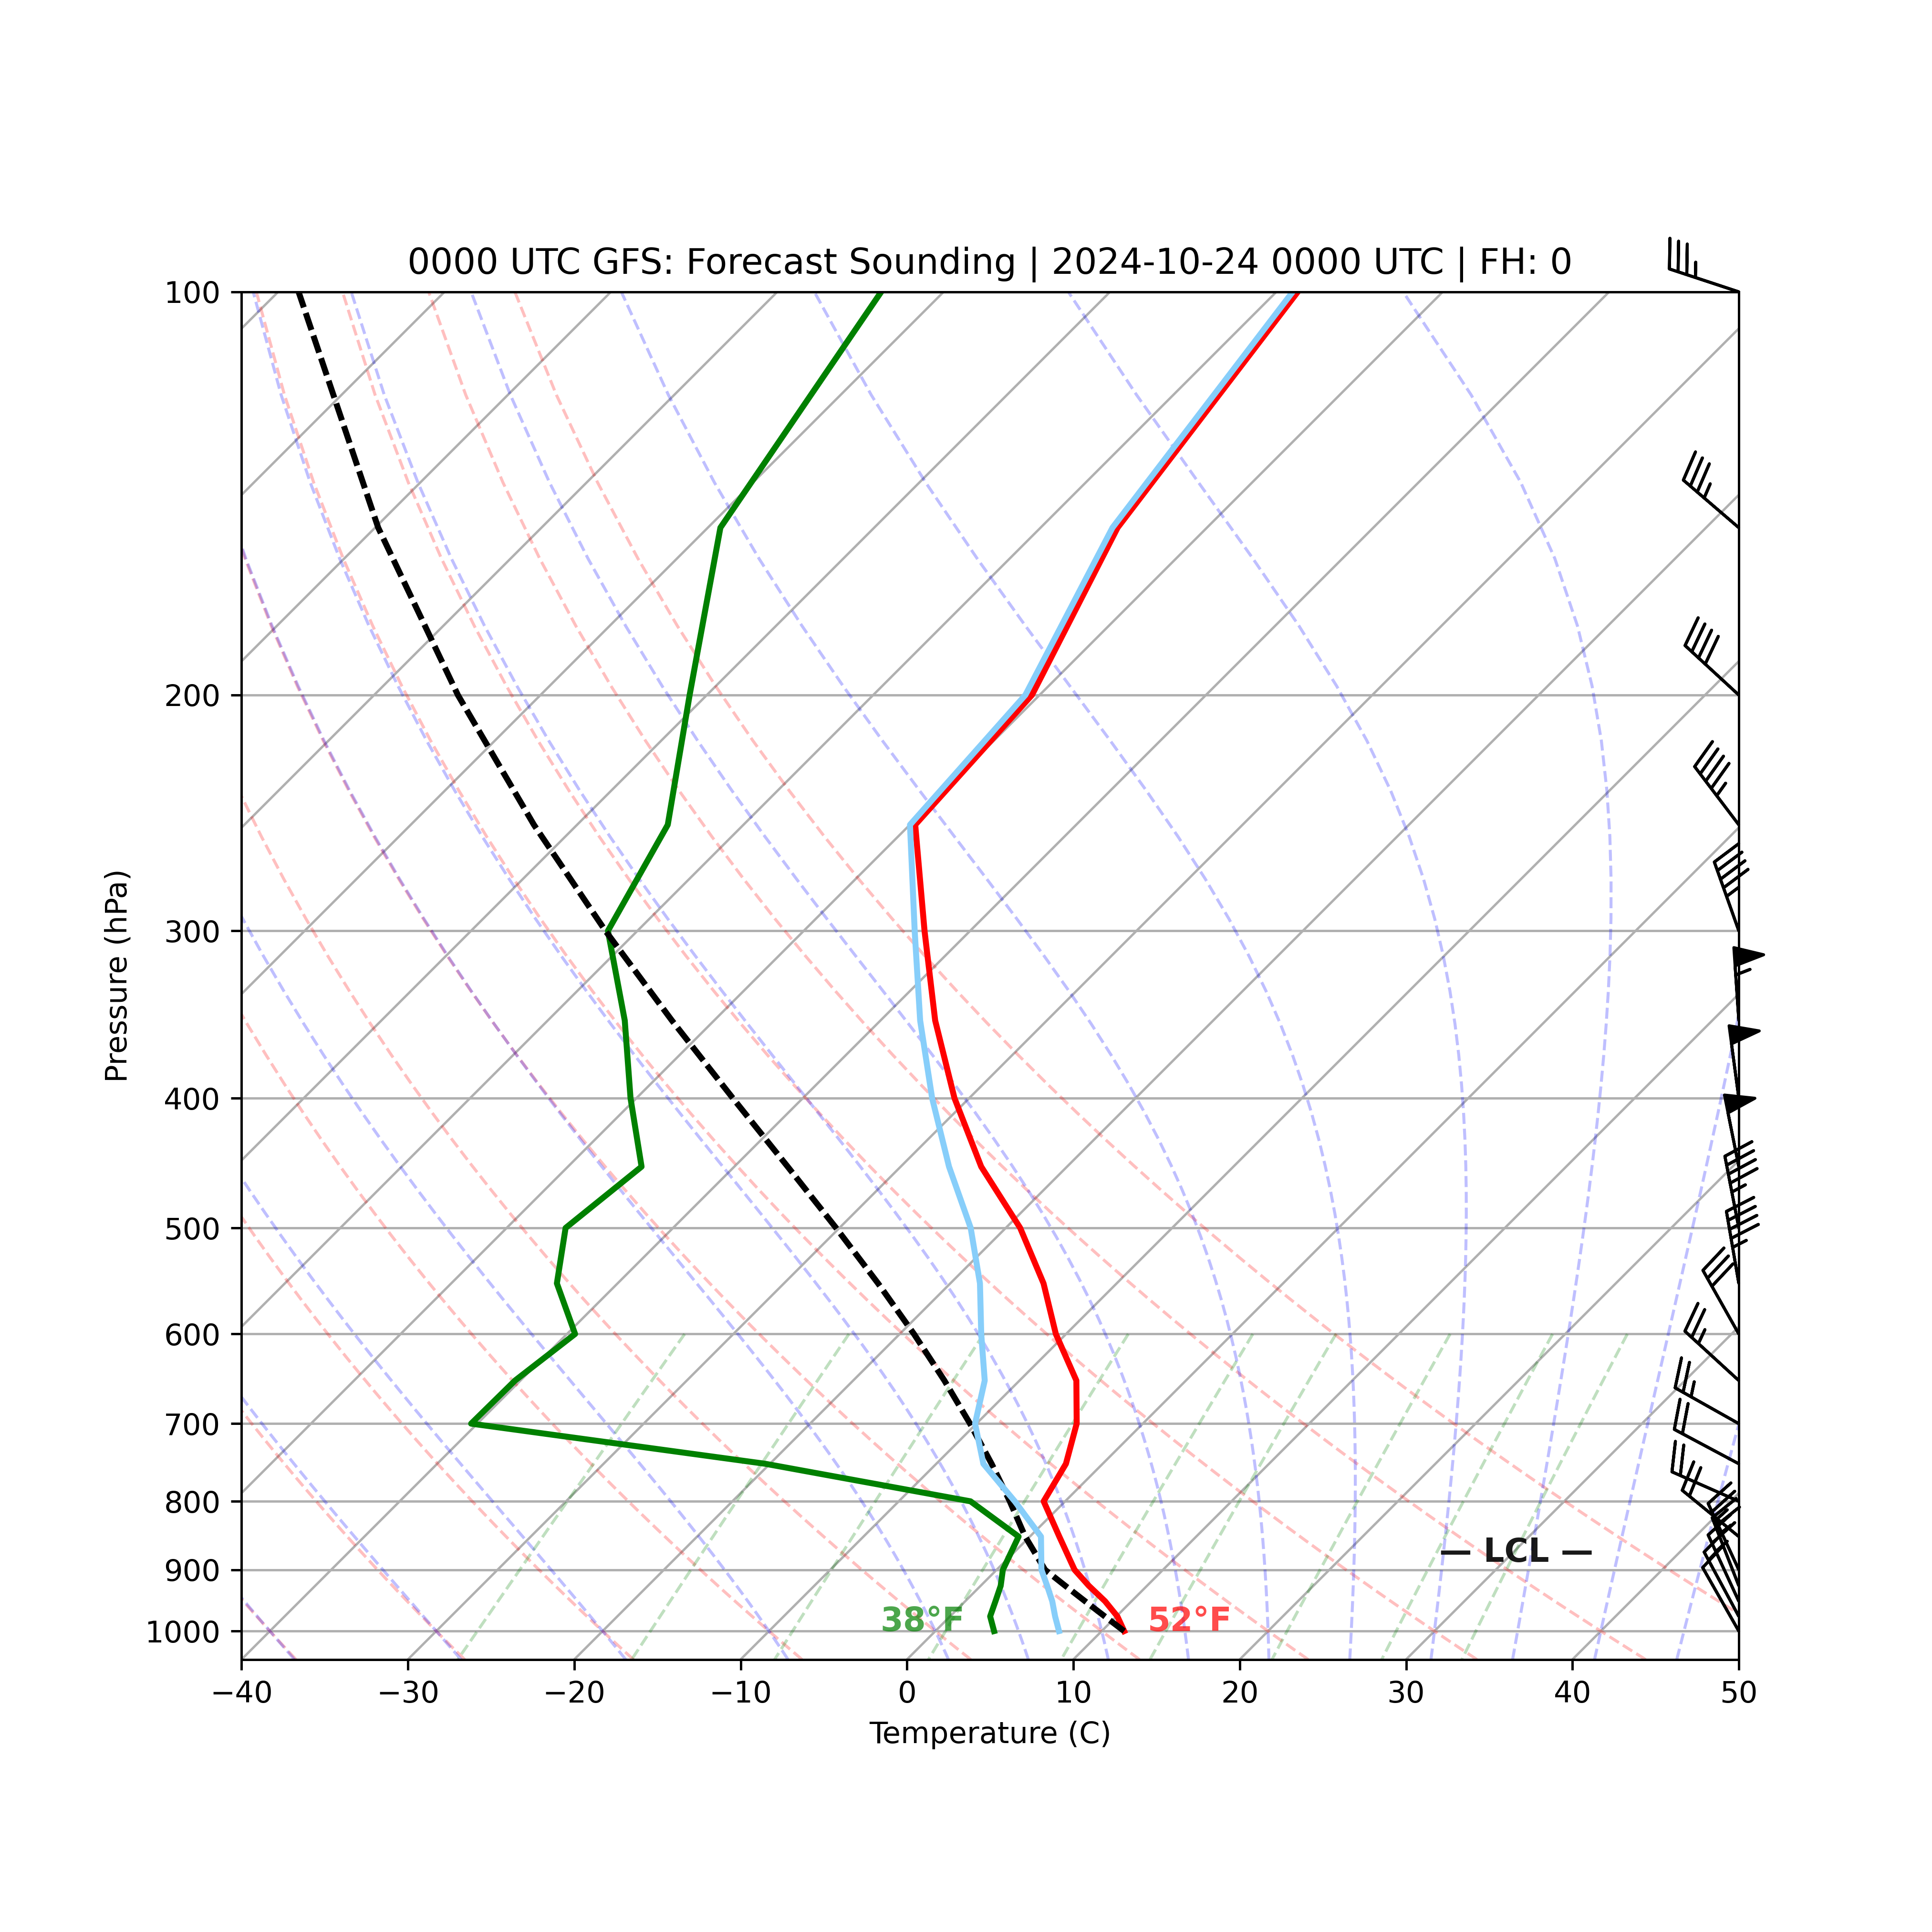 0000 UTC GFS: Forecast Sounding | 2024-10-24 0000 UTC | FH: 0
100
200
300
400
500
600
700
800
900
1000
Pressure (hPa)
— LCL —
38°F
52°F
−40 −30 −20 −10 0 10 20 30 40 50
Temperature (C)